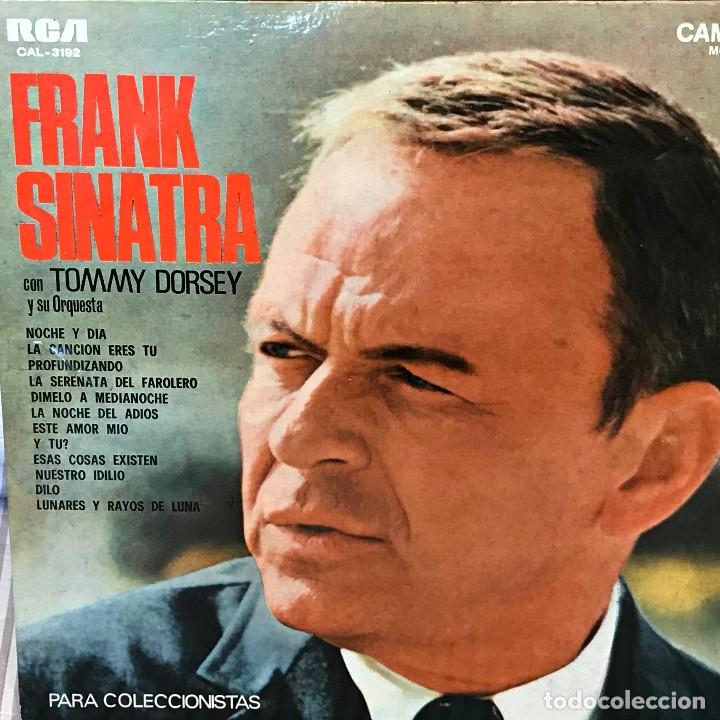 RCA
CAL-3192
CAM
FRANK
SINATRA
con TOMMY DORSEY
y su Orquesta
NOCHE Y DIA
LA CANCION ERES TU
PROFUNDIZANDO
LA SERENATA DEL FAROLERO
DIMELO A MEDIANOCHE
LA NOCHE DEL ADIOS
ESTE AMOR MIO
Y TU?
ESAS COSAS EXISTEN
NUESTRO IDILIO
DILO
LUNARES Y RAYOS DE LUNA
PARA COLECCIONISTAS
todocoleccion